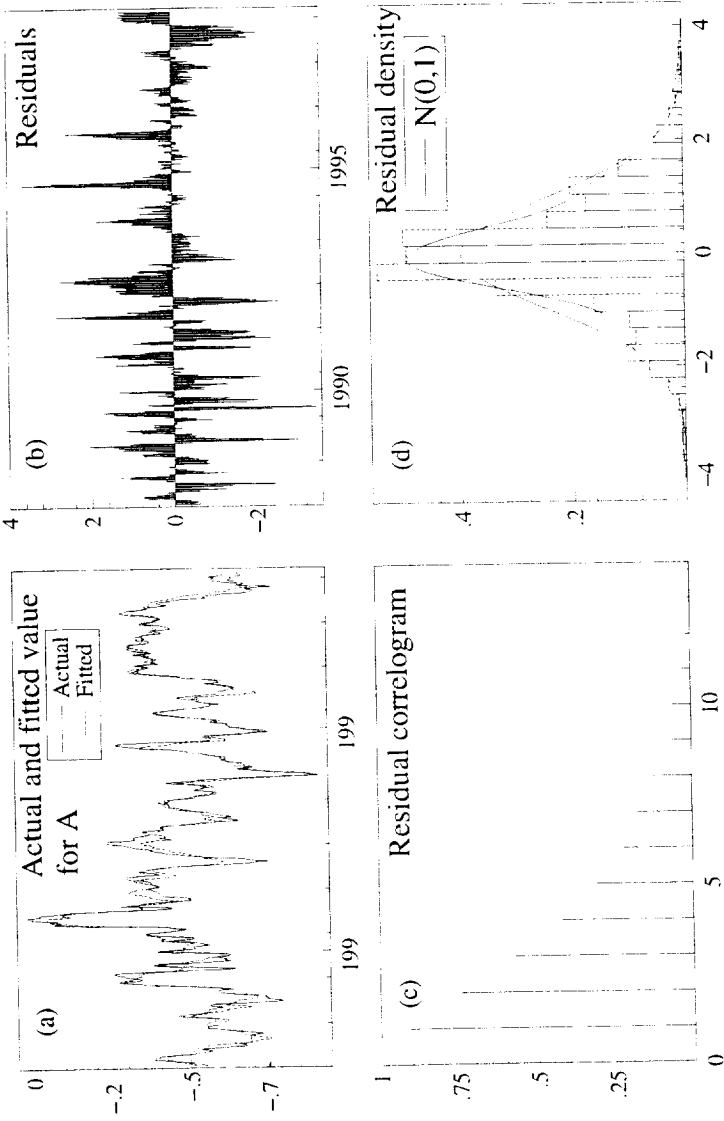 Actual and fitted value
for A
Actual
Fitted
(a)
0
-.2
-.5
-.7
199
199
Residuals
(b)
4
2
0
-2
1990
1995
Residual correlogram
(c)
1
.75
.5
.25
0
5
10
Residual density
N(0,1)
(d)
.4
.2
-4
-2
0
2
4